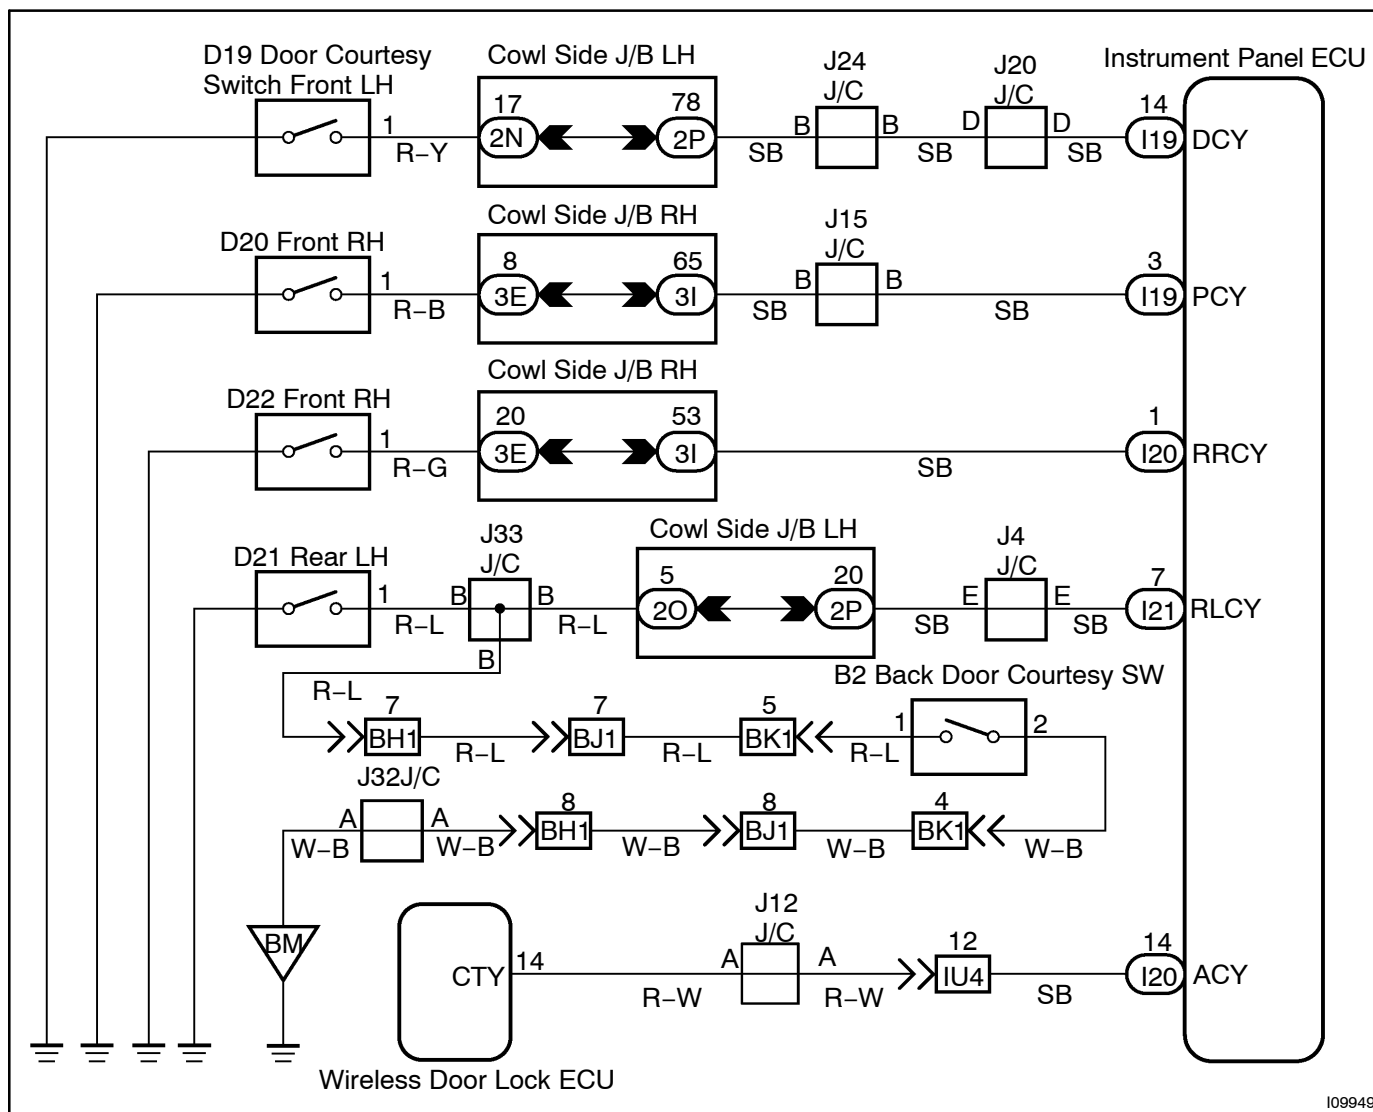 D19 Door Courtesy
Switch Front LH
Cowl Side J/B LH
J24
J/C
J20
J/C
Instrument Panel ECU
1
R–Y
17
2N
78
2P
SB
B
B
SB
D
D
SB
14
I19
DCY
D20 Front RH
Cowl Side J/B RH
J15
J/C
1
R–B
8
3E
65
3I
SB
B
B
SB
3
I19
PCY
D22 Front RH
Cowl Side J/B RH
1
R–G
20
3E
53
3I
SB
1
I20
RRCY
D21 Rear LH
J33
J/C
Cowl Side J/B LH
J4
J/C
1
R–L
B
B
B
R–L
5
2O
20
2P
SB
E
E
SB
7
I21
RLCY
B2 Back Door Courtesy SW
R–L
7
BH1
R–L
7
BJ1
R–L
5
BK1
R–L
1
2
J32J/C
A
A
W–B
W–B
8
BH1
W–B
8
BJ1
W–B
4
BK1
W–B
BM
CTY
14
R–W
J12
J/C
A
A
R–W
12
IU4
SB
14
I20
ACY
Wireless Door Lock ECU
I09949